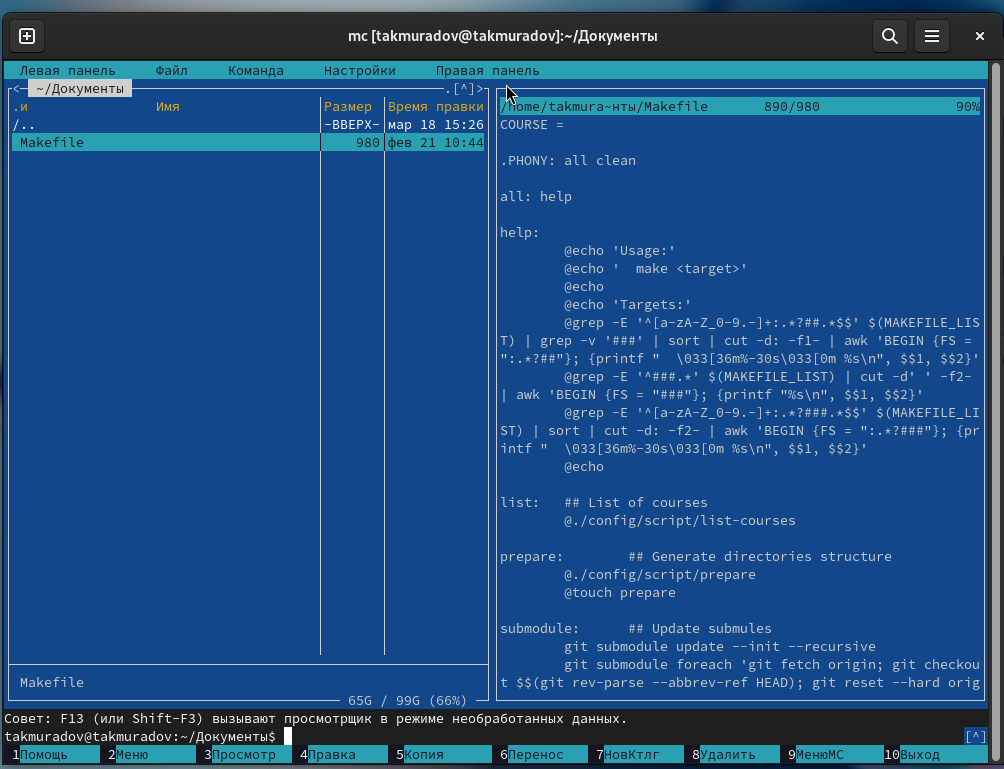 mc [takmuradov@takmuradov]:~/Документы
Левая панель Файл Команда Настройки Правая панель
<─ ~/Документы .[^]>
.и Имя Размер Время правки
/.. -ВВЕРХ- мар 18 15:26
Makefile 980 фев 21 10:44
Makefile
65G / 99G (66%)
/home/takmura~нты/Makefile 890/980 90%
COURSE =
.PHONY: all clean
all: help
help:
@echo 'Usage:'
@echo '  make <target>'
@echo
@echo 'Targets:'
@grep -E '^[a-zA-Z_0-9.-]+:.*?##.*$$' $(MAKEFILE_LIS
T) | grep -v '###' | sort | cut -d: -f1- | awk 'BEGIN {FS =
":.*?##"}; {printf "  \033[36m%-30s\033[0m %s\n", $$1, $$2}'
@grep -E '^###.*' $(MAKEFILE_LIST) | cut -d' ' -f2-
| awk 'BEGIN {FS = "###"}; {printf "%s\n", $$1, $$2}'
@grep -E '^[a-zA-Z_0-9.-]+:.*?###.*$$' $(MAKEFILE_LI
ST) | sort | cut -d: -f2- | awk 'BEGIN {FS = ":.*?###"}; {pr
intf "  \033[36m%-30s\033[0m %s\n", $$1, $$2}'
@echo
list: ## List of courses
@./config/script/list-courses
prepare: ## Generate directories structure
@./config/script/prepare
@touch prepare
submodule: ## Update submules
git submodule update --init --recursive
git submodule foreach 'git fetch origin; git checkou
t $$(git rev-parse --abbrev-ref HEAD); git reset --hard orig
Совет: F13 (или Shift-F3) вызывают просмотрщик в режиме необработанных данных.
takmuradov@takmuradov:~/Документы$ [^]
1Помощь 2Меню 3Просмотр 4Правка 5Копия 6Перенос 7НовКтлг 8Удалить 9МенюМС 10Выход